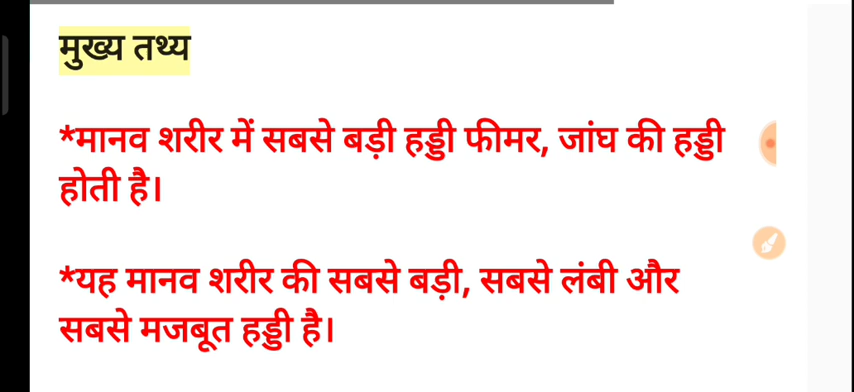 मुख्य तथ्य
*मानव शरीर में सबसे बड़ी हड्डी फीमर, जांघ की हड्डी
होती है।
*यह मानव शरीर की सबसे बड़ी, सबसे लंबी और
सबसे मजबूत हड्डी है।